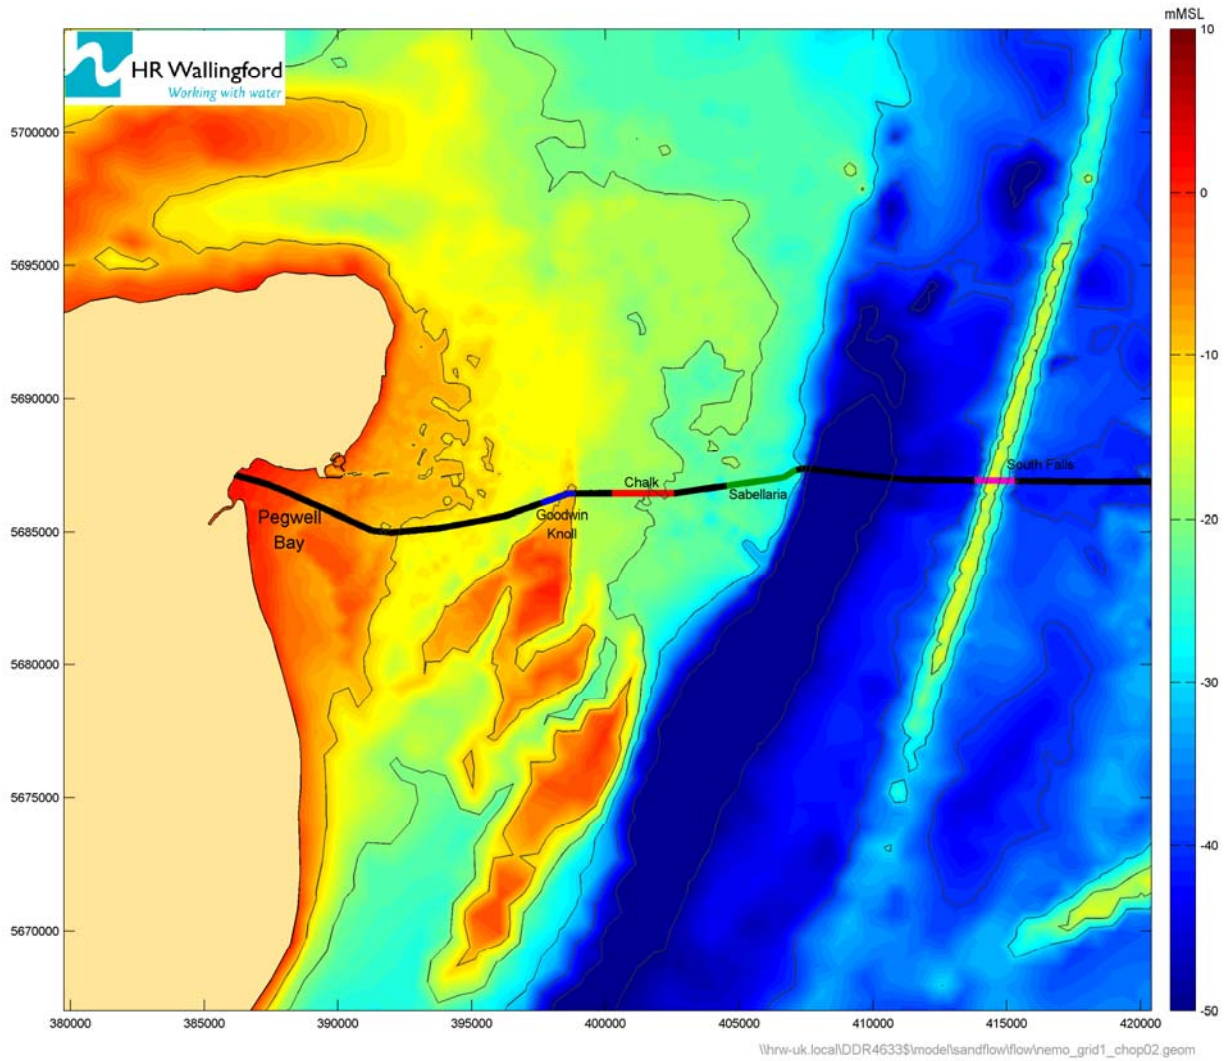 mMSL
10
0
-10
-20
-30
-40
-50
HR Wallingford
Working with water
5700000
5695000
5690000
5685000
5680000
5675000
5670000
Pegwell
Bay
Goodwin
Knoll
Chalk
Sabellaria
South Falls
380000
385000
390000
395000
400000
405000
410000
415000
420000
\\hrw-uk.local\DDR4633$\model\sandflow\flow\nemo_grid1_chop02.geom